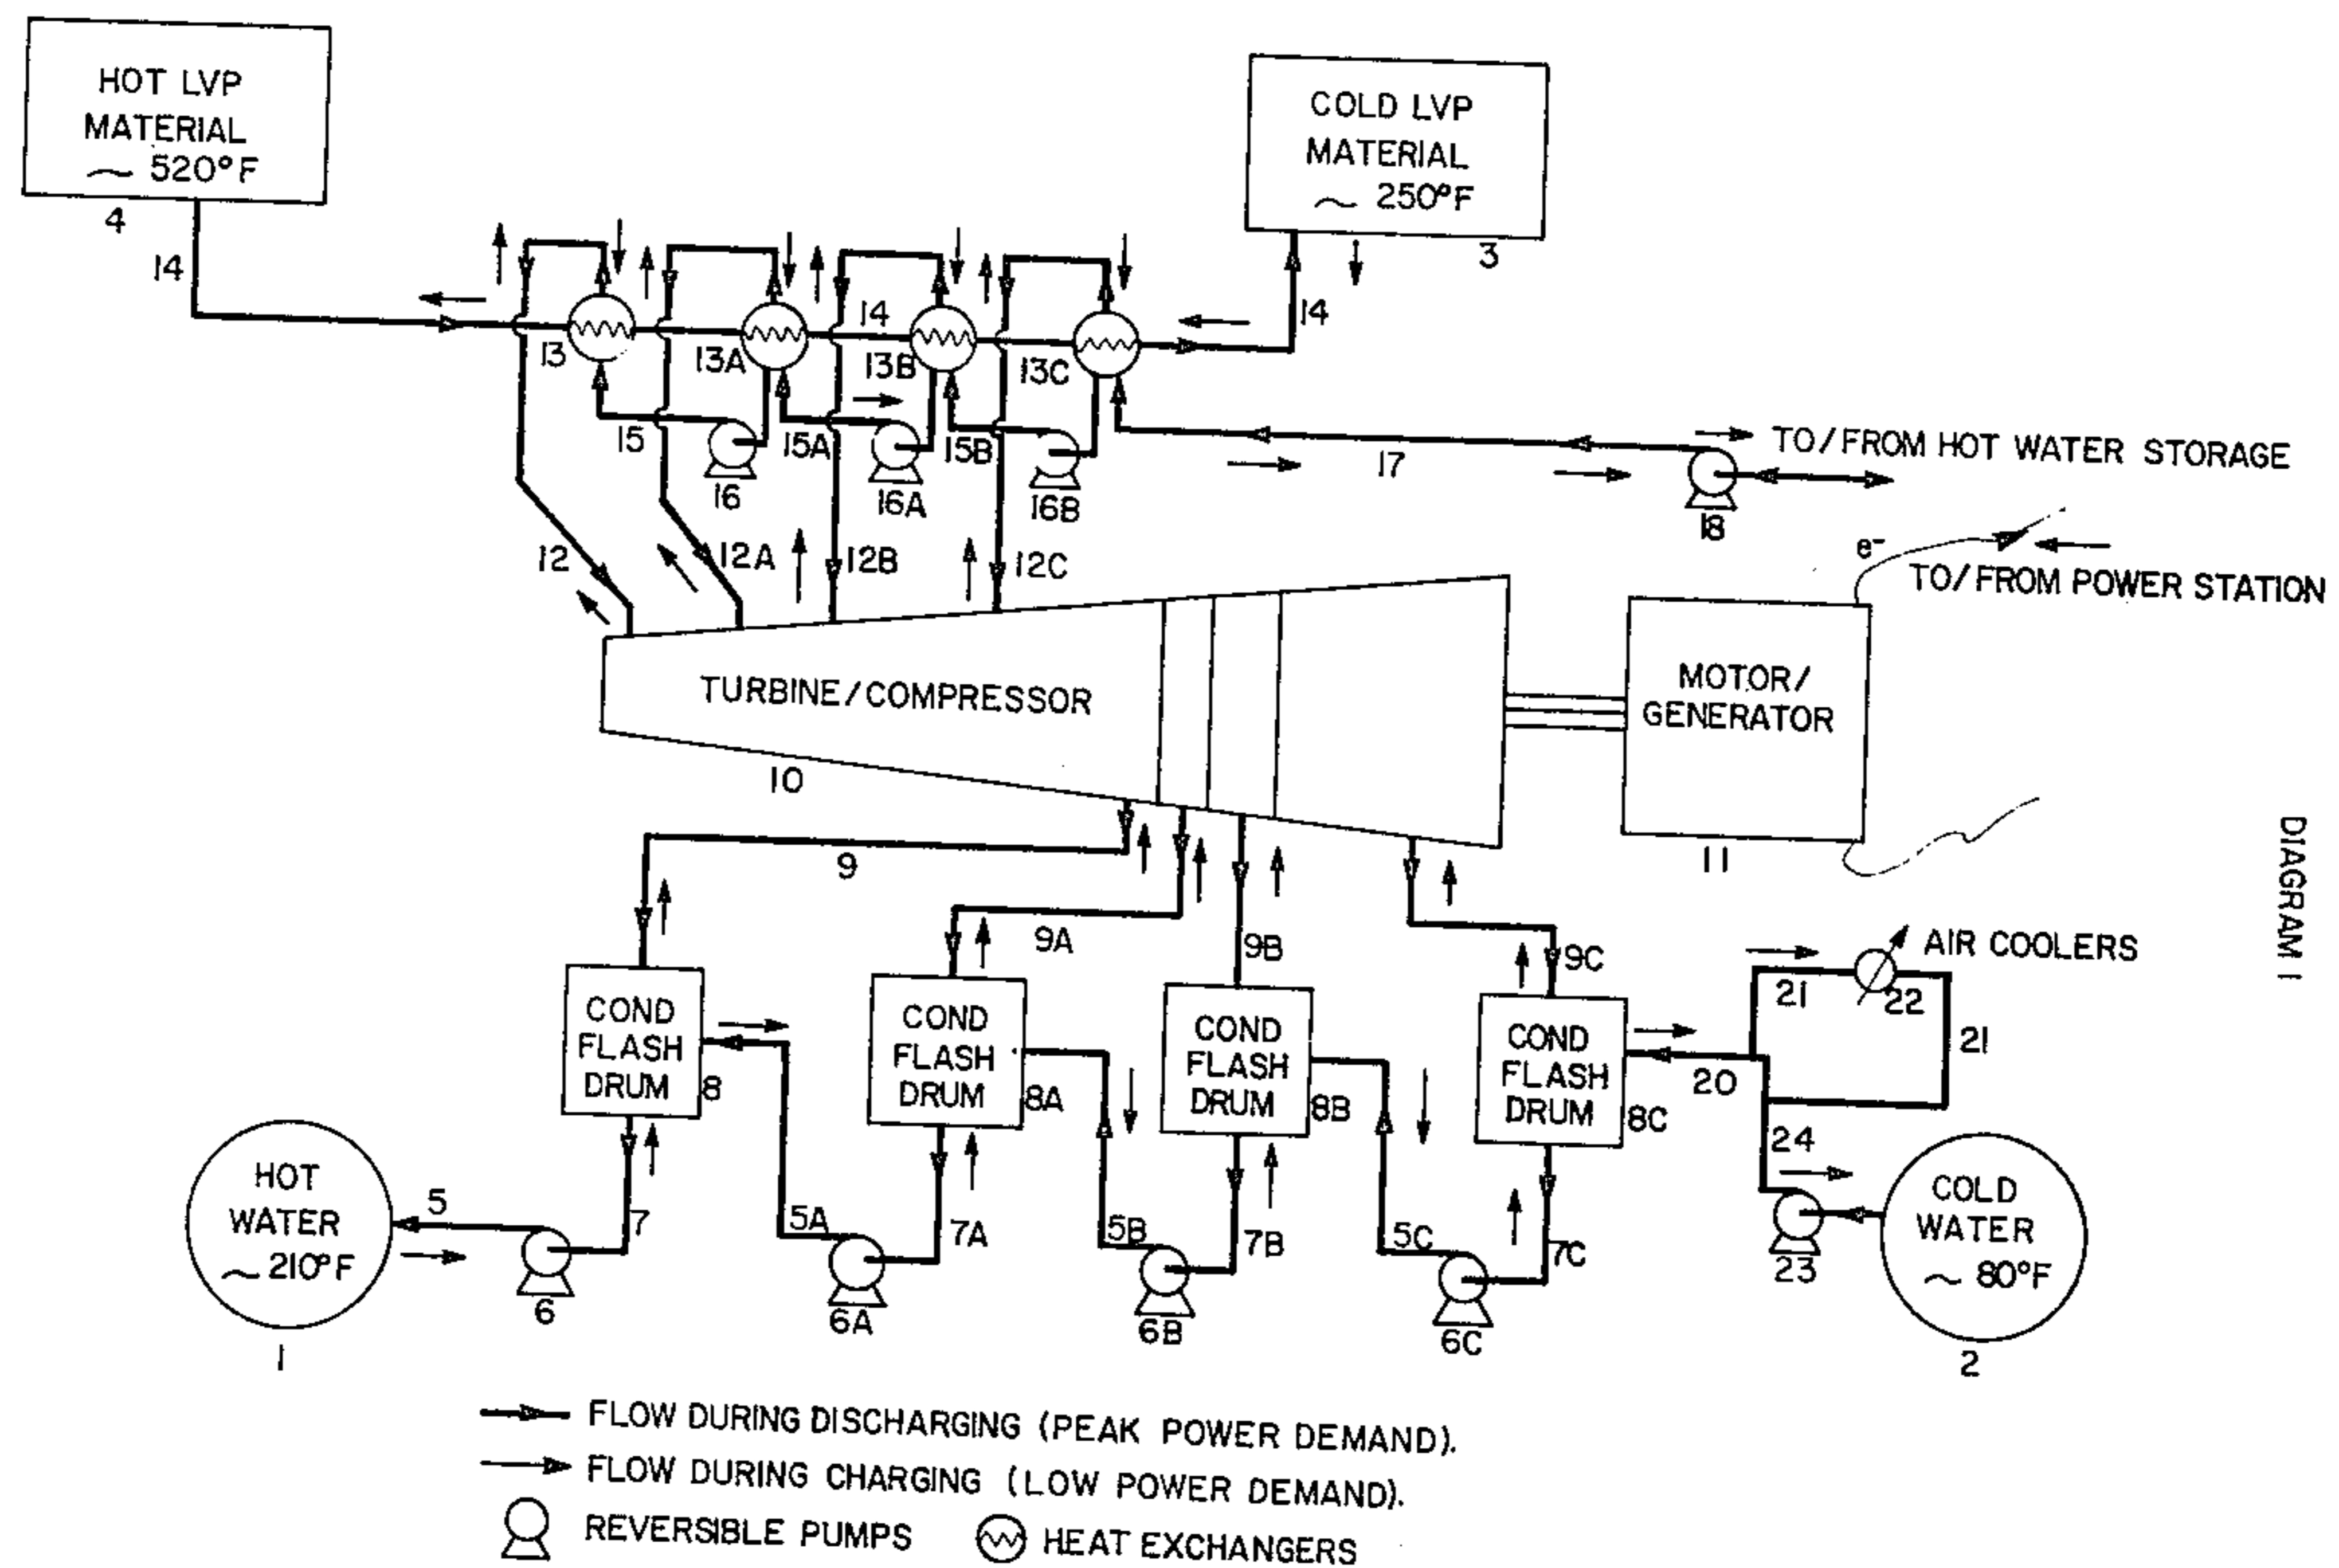 HOT LVP
MATERIAL
~ 520°F
4
COLD LVP
MATERIAL
~ 250°F
3
14
14
14
13
13A
13B
13C
15
15A
15B
16
16A
16B
17
18
TO/FROM HOT WATER STORAGE
12
12A
12B
12C
e-
TO/FROM POWER STATION
TURBINE/COMPRESSOR
10
MOTOR/
GENERATOR
11
DIAGRAM I
9
9A
9B
9C
COND
FLASH
DRUM
8
COND
FLASH
DRUM
8A
COND
FLASH
DRUM
8B
COND
FLASH
DRUM
8C
21
22
AIR COOLERS
21
20
24
HOT
WATER
~ 210°F
1
5
6
7
5A
6A
7A
5B
6B
7B
5C
6C
7C
23
COLD
WATER
~ 80°F
2
FLOW DURING DISCHARGING (PEAK POWER DEMAND).
FLOW DURING CHARGING (LOW POWER DEMAND).
REVERSIBLE PUMPS
HEAT EXCHANGERS